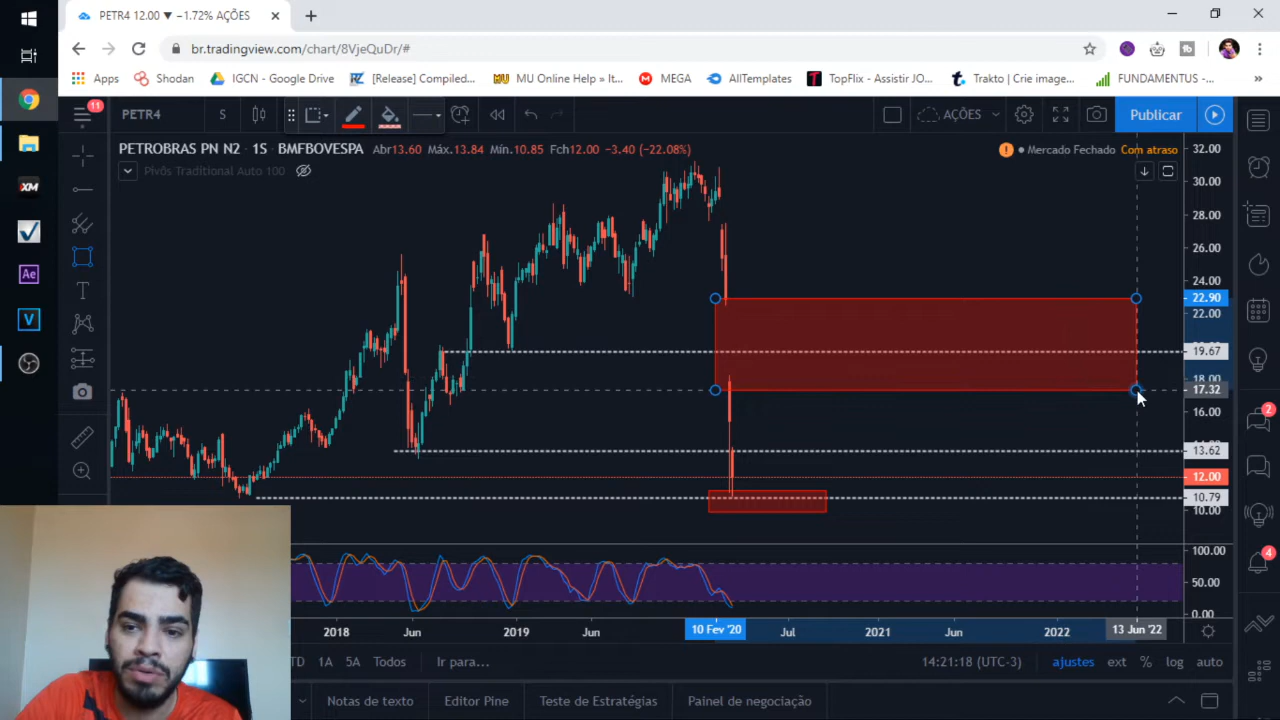 PETR4 12.00 ▼ −1.72% AÇÕES
br.tradingview.com/chart/8VjeQuDr/#
Apps Shodan IGCN - Google Drive [Release] Compiled... MU Online Help » It... MEGA AllTemplates TopFlix - Assistir JO... Trakto | Crie image... FUNDAMENTUS -... »
11 PETR4 S AÇÕES Publicar
PETROBRAS PN N2 · 1S · BMFBOVESPA Abr13.60 Máx.13.84 Mín.10.85 Fch12.00 −3.40 (−22.08%)
Mercado Fechado Com atraso
Pivôs Traditional Auto 100
32.00
30.00
28.00
26.00
24.00
22.90
22.00
19.67
18.00
17.32
16.00
13.62
12.00
10.79
10.00
100.00
50.00
0.00
2018 Jun 2019 Jun 10 Fev '20 Jul 2021 Jun 2022 13 Jun '22
TD 1A 5A Todos Ir para... 14:21:18 (UTC-3) ajustes ext % log auto
Notas de texto Editor Pine Teste de Estratégias Painel de negociação
XM
Ae
V
2
4